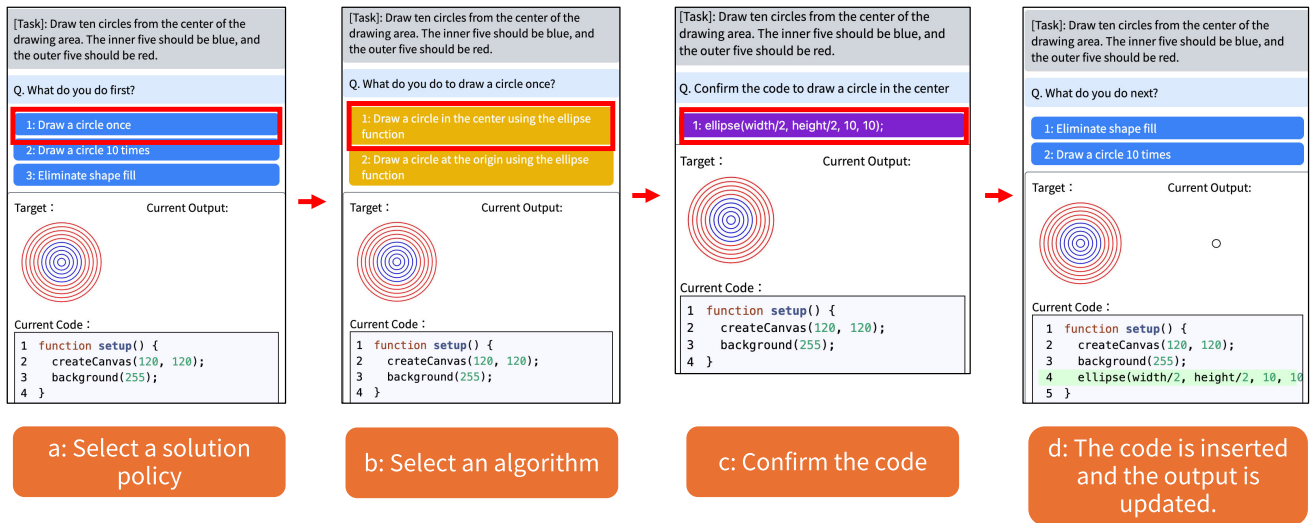 [Task]: Draw ten circles from the center of the
drawing area. The inner five should be blue, and
the outer five should be red.
Q. What do you do first?
1: Draw a circle once
2: Draw a circle 10 times
3: Eliminate shape fill
Target：
Current Output:
Current Code：
1 function setup() {
2 createCanvas(120, 120);
3 background(255);
4 }
a: Select a solution
policy
[Task]: Draw ten circles from the center of the
drawing area. The inner five should be blue, and
the outer five should be red.
Q. What do you do to draw a circle once?
1: Draw a circle in the center using the ellipse
function
2: Draw a circle at the origin using the ellipse
function
Target：
Current Output:
Current Code：
1 function setup() {
2 createCanvas(120, 120);
3 background(255);
4 }
b: Select an algorithm
[Task]: Draw ten circles from the center of the
drawing area. The inner five should be blue, and
the outer five should be red.
Q. Confirm the code to draw a circle in the center
1: ellipse(width/2, height/2, 10, 10);
Target：
Current Output:
Current Code：
1 function setup() {
2 createCanvas(120, 120);
3 background(255);
4 }
c: Confirm the code
[Task]: Draw ten circles from the center of the
drawing area. The inner five should be blue, and
the outer five should be red.
Q. What do you do next?
1: Eliminate shape fill
2: Draw a circle 10 times
Target：
Current Output:
Current Code：
1 function setup() {
2 createCanvas(120, 120);
3 background(255);
4 ellipse(width/2, height/2, 10, 10
5 }
d: The code is inserted
and the output is
updated.